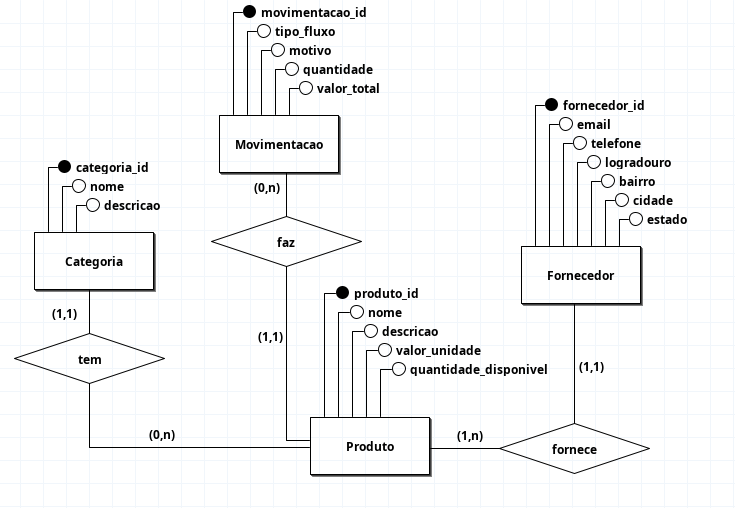 movimentacao_id
tipo_fluxo
motivo
quantidade
valor_total
Movimentacao
(0,n)
faz
(1,1)
categoria_id
nome
descricao
Categoria
(1,1)
tem
(0,n)
fornecedor_id
email
telefone
logradouro
bairro
cidade
estado
Fornecedor
(1,1)
fornece
(1,n)
produto_id
nome
descricao
valor_unidade
quantidade_disponivel
Produto